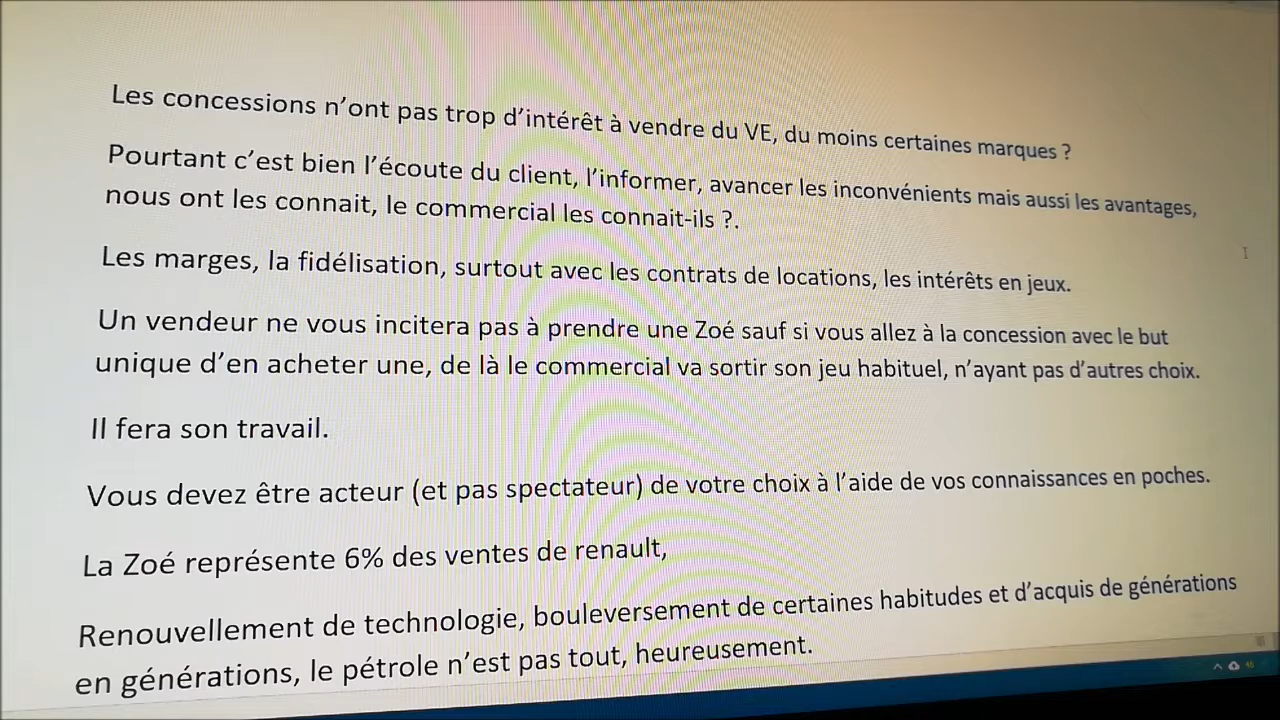 Les concessions n’ont pas trop d’intérêt à vendre du VE, du moins certaines marques ?
Pourtant c’est bien l’écoute du client, l’informer, avancer les inconvénients mais aussi les avantages,
nous ont les connait, le commercial les connait-ils ?.
Les marges, la fidélisation, surtout avec les contrats de locations, les intérêts en jeux.
Un vendeur ne vous incitera pas à prendre une Zoé sauf si vous allez à la concession avec le but
unique d’en acheter une, de là le commercial va sortir son jeu habituel, n’ayant pas d’autres choix.
Il fera son travail.
Vous devez être acteur (et pas spectateur) de votre choix à l’aide de vos connaissances en poches.
La Zoé représente 6% des ventes de renault,
Renouvellement de technologie, bouleversement de certaines habitudes et d’acquis de générations
en générations, le pétrole n’est pas tout, heureusement.